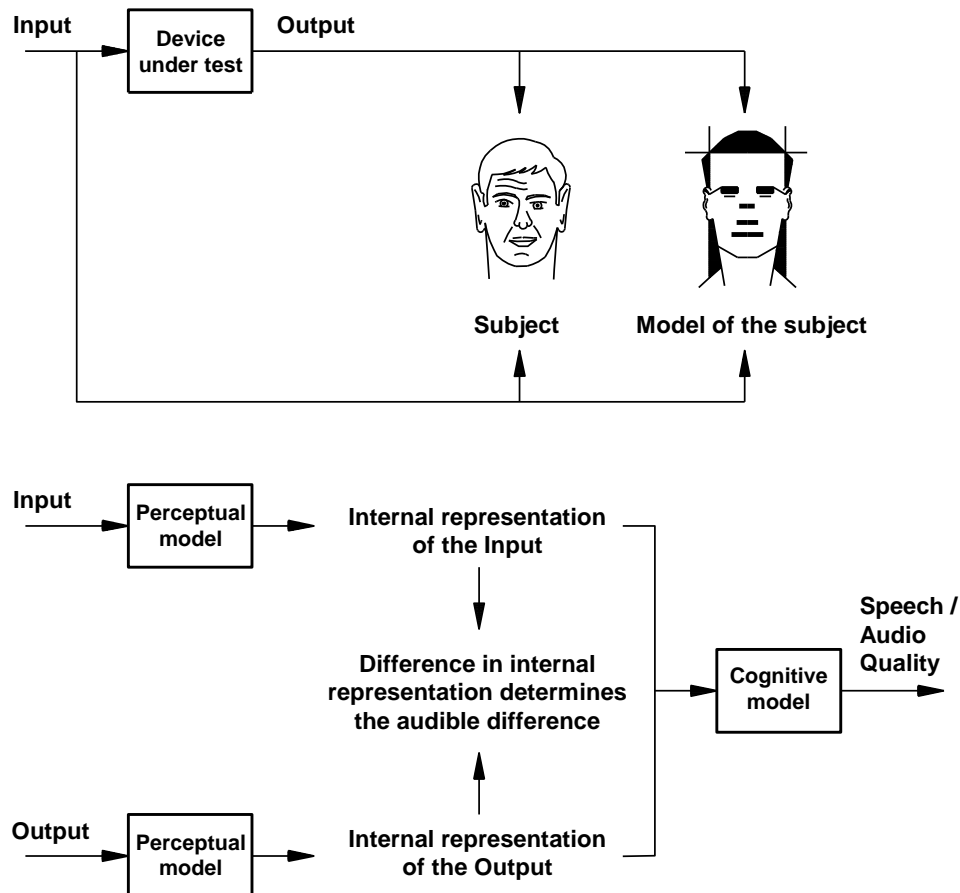 Input
Device
under test
Output
Subject
Model of the subject
Input
Perceptual
model
Internal representation
of the Input
Difference in internal
representation determines
the audible difference
Cognitive
model
Speech /
Audio
Quality
Output
Perceptual
model
Internal representation
of the Output